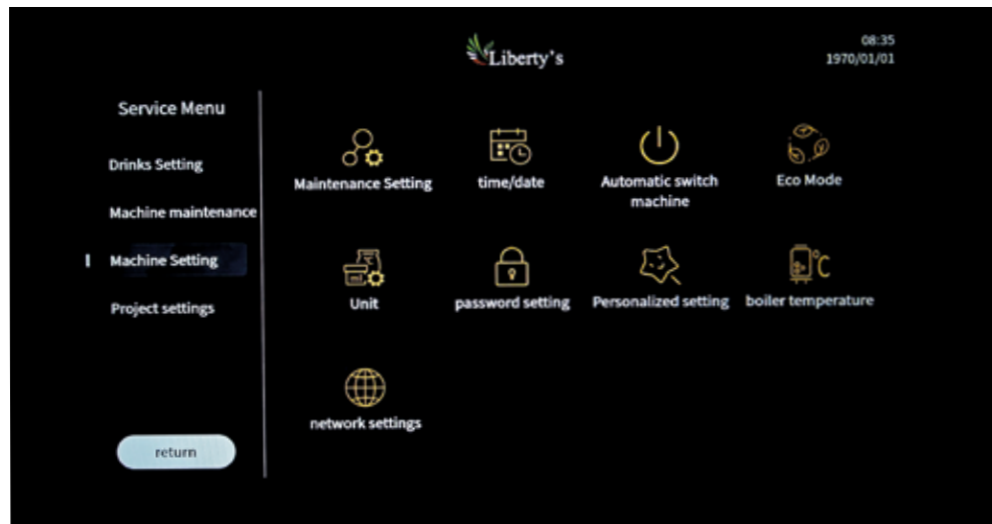 Liberty's
08:35
1970/01/01
Service Menu
Drinks Setting
Machine maintenance
Machine Setting
Project settings
return
Maintenance Setting
time/date
Automatic switch
machine
Eco Mode
Unit
password setting
Personalized setting
boiler temperature
network settings